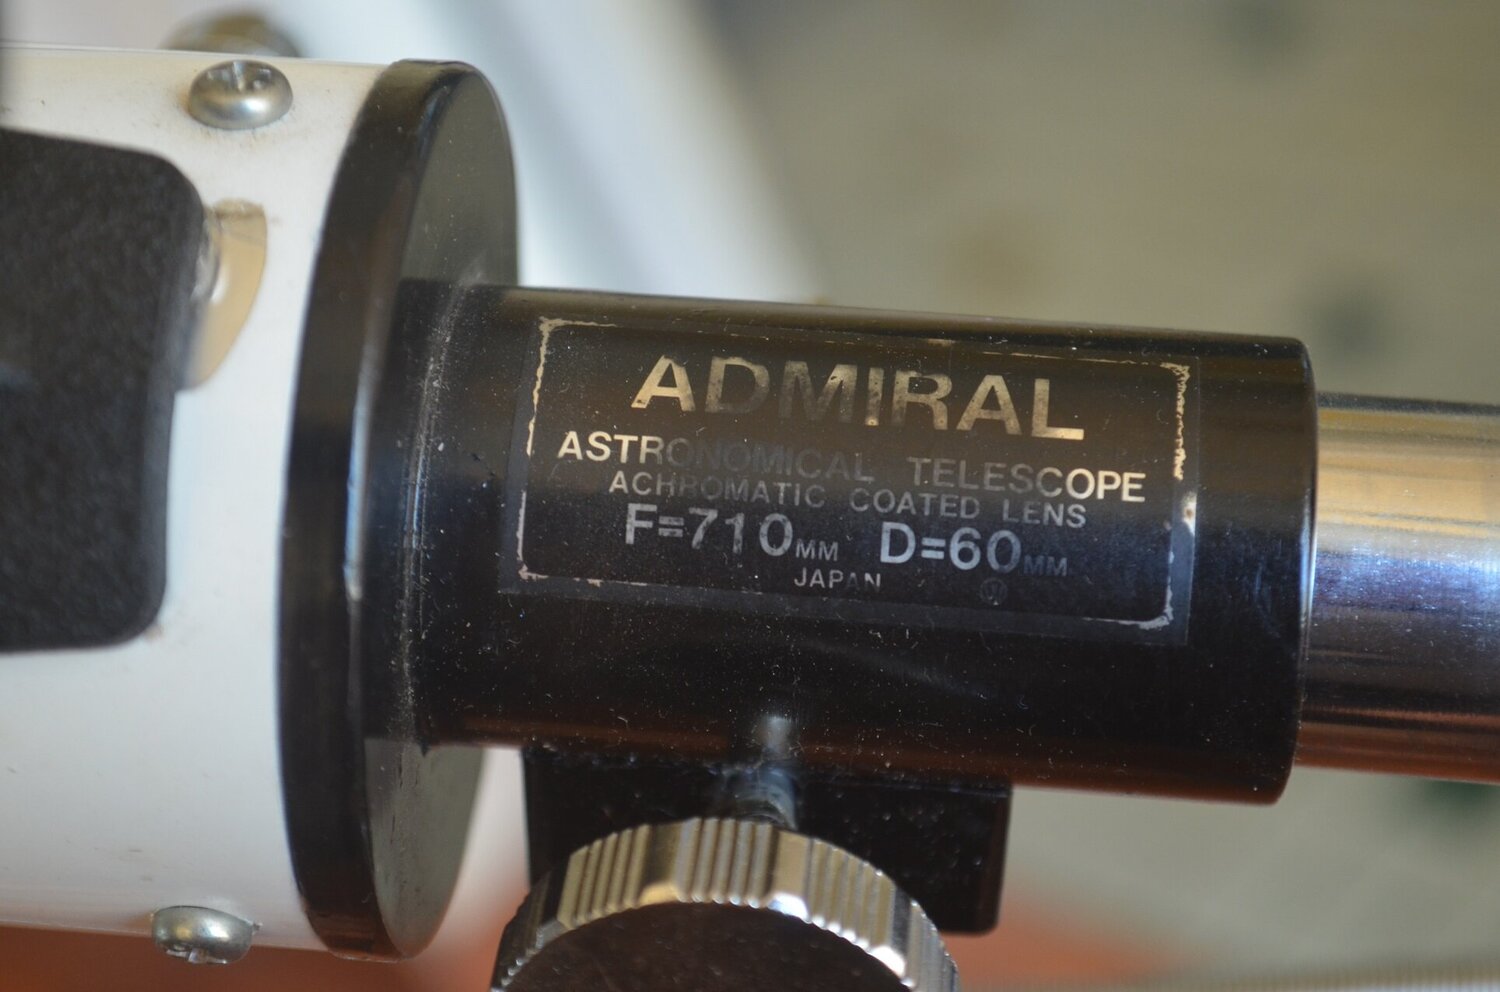 ADMIRAL
ASTRONOMICAL TELESCOPE
ACHROMATIC COATED LENS
F=710MM D=60MM
JAPAN